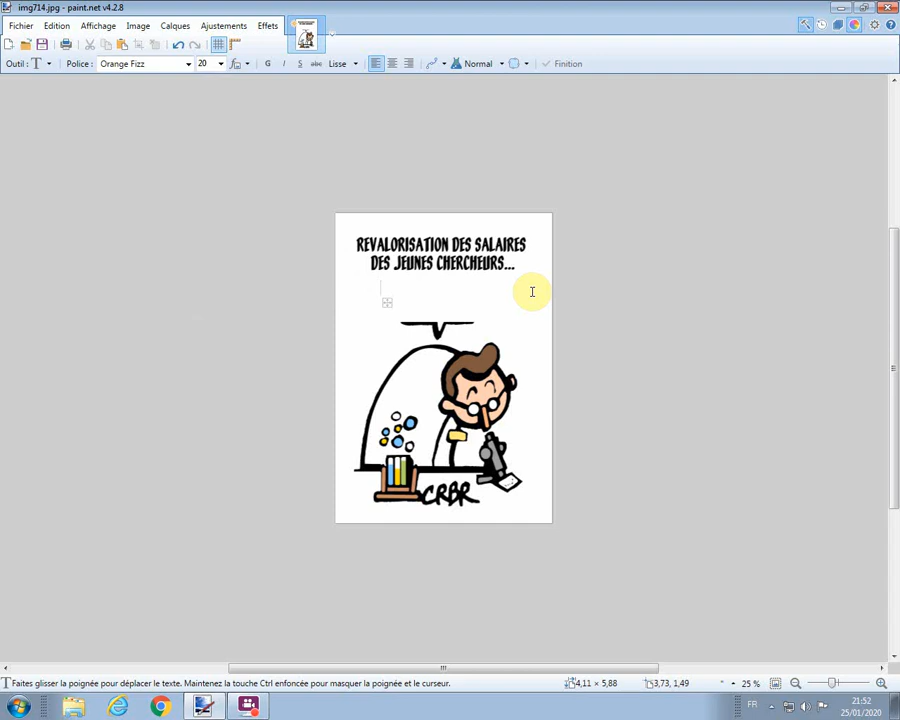 img714.jpg - paint.net v4.2.8
Fichier Edition Affichage Image Calques Ajustements Effets
Outil : T Police : Orange Fizz 20 G I S abc Lisse Normal Finition
REVALORISATION DES SALAIRES
DES JEUNES CHERCHEURS...
CRBR
Faites glisser la poignée pour déplacer le texte. Maintenez la touche Ctrl enfoncée pour masquer la poignée et le curseur. 4,11 × 5,88 3,73, 1,49 " 25 %
FR 21:52
25/01/2020